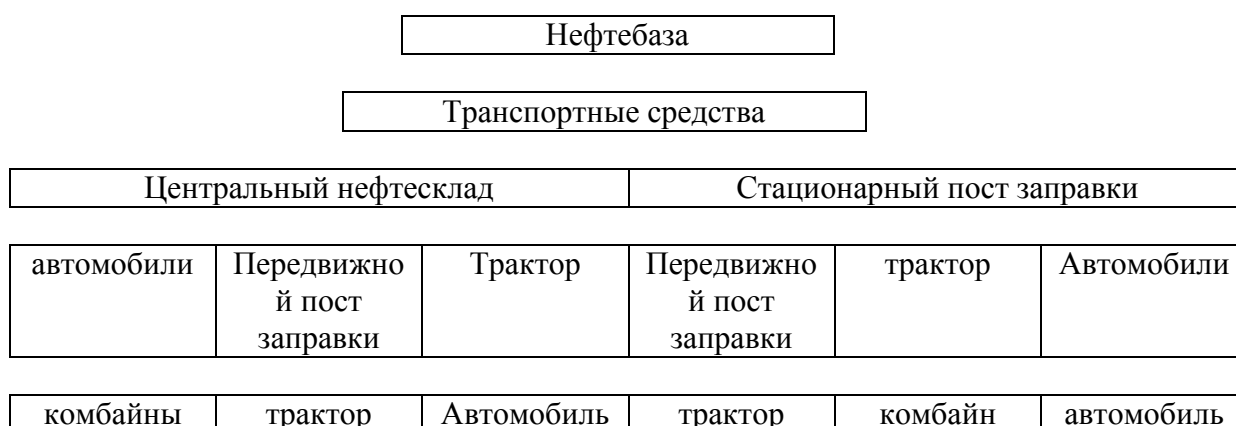 Нефтебаза
Транспортные средства
Центральный нефтесклад Стационарный пост заправки
автомобили Передвижно Трактор Передвижно трактор Автомобили
й пост й пост
заправки заправки
комбайны трактор Автомобиль трактор комбайн автомобиль